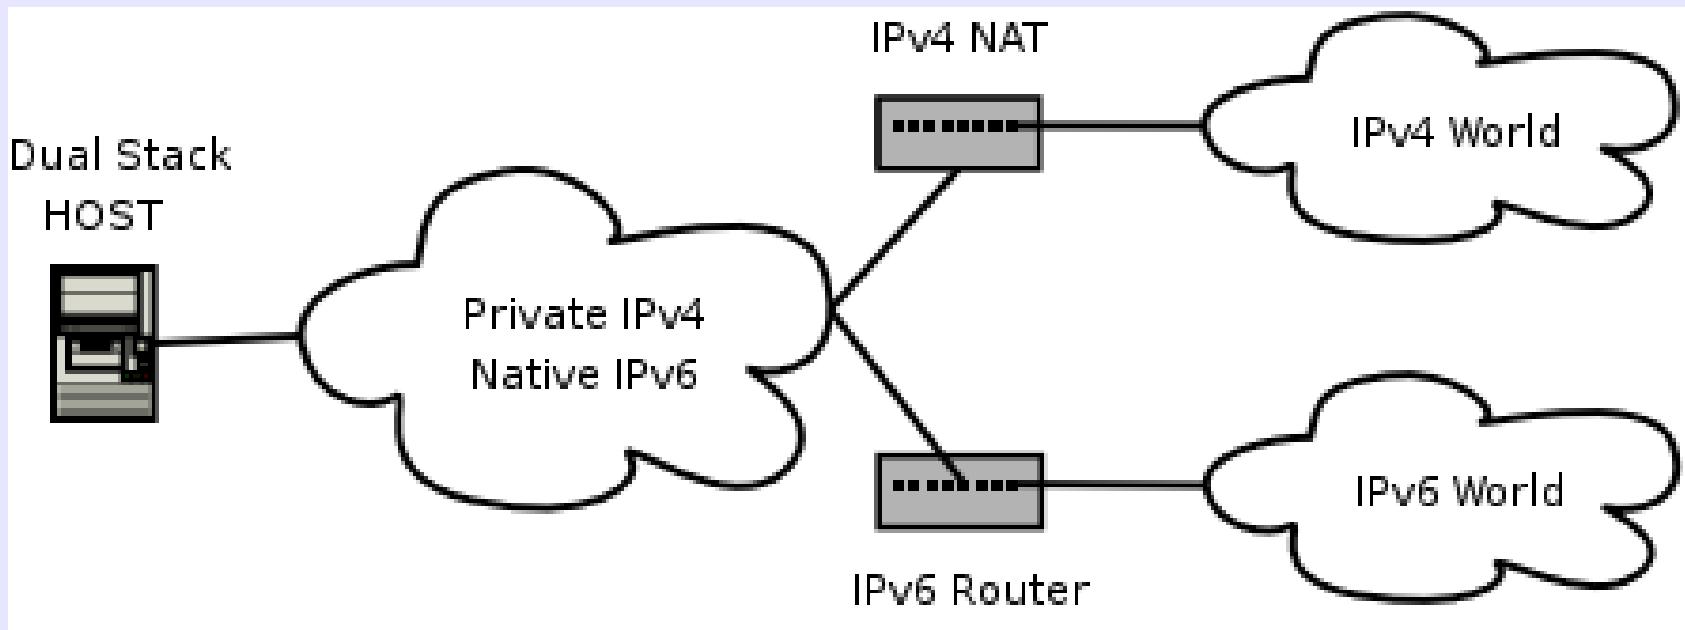 Dual Stack
HOST
Private IPv4
Native IPv6
IPv4 NAT
IPv4 World
IPv6 Router
IPv6 World